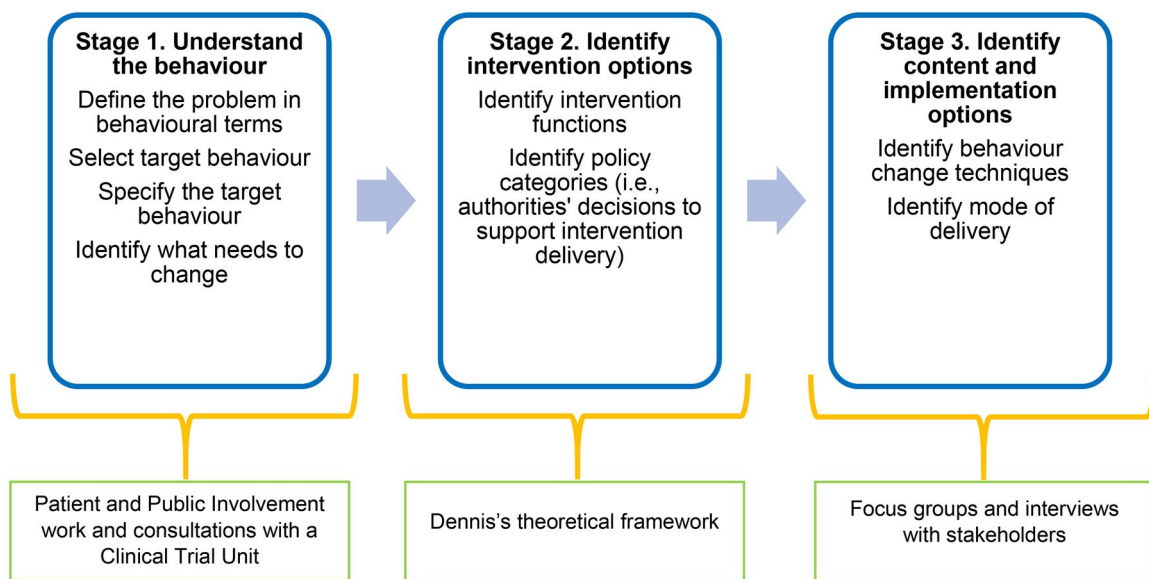 Stage 1. Understand
the behaviour
Define the problem in
behavioural terms
Select target behaviour
Specify the target
behaviour
Identify what needs to
change
Stage 2. Identify
intervention options
Identify intervention
functions
Identify policy
categories (i.e.,
authorities' decisions to
support intervention
delivery)
Stage 3. Identify
content and
implementation
options
Identify behaviour
change techniques
Identify mode of
delivery
Patient and Public Involvement
work and consultations with a
Clinical Trial Unit
Dennis's theoretical framework
Focus groups and interviews
with stakeholders